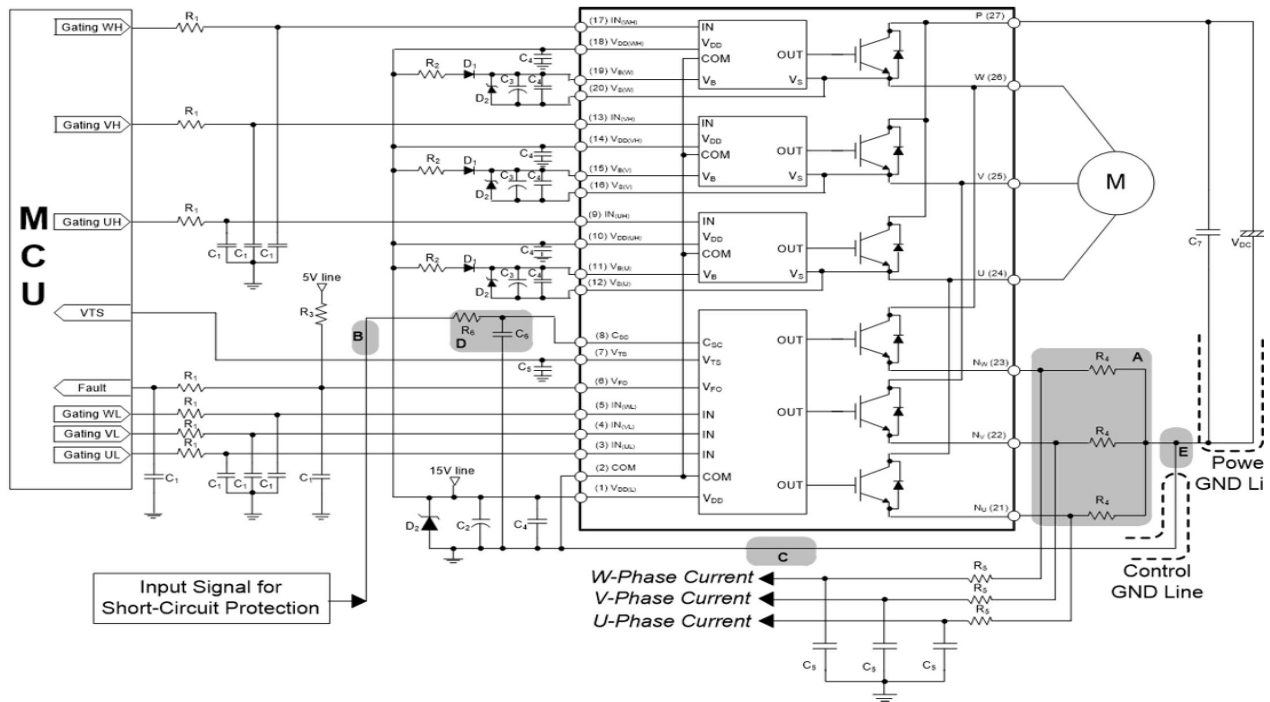 MCU
Gating WH
Gating VH
Gating UH
VTS
Fault
Gating WL
Gating VL
Gating UL
R1
R1
R1
R1
R1
R1
R1
C1 C1 C1
C1
C1 C1 C1
C1
5V line
R3
15V line
D2
C2
C4
R2 D1
D2 C3 C4
C4
R2 D1
D2 C3 C4
C4
R2 D1
D2 C3 C4
C4
B
D
R6
C5
C5
(17) IN(WH)
(18) VDD(WH)
(19) VB(W)
(20) VS(W)
(13) IN(VH)
(14) VDD(VH)
(15) VB(V)
(16) VS(V)
(9) IN(UH)
(10) VDD(UH)
(11) VB(U)
(12) VS(U)
(8) CSC
(7) VTS
(6) VFO
(5) IN(WL)
(4) IN(VL)
(3) IN(UL)
(2) COM
(1) VDD(L)
IN
VDD
COM
VB
OUT
VS
IN
VDD
COM
VB
OUT
VS
IN
VDD
COM
VB
OUT
VS
CSC
VTS
VFO
IN
IN
IN
COM
VDD
OUT
OUT
OUT
P (27)
W (26)
V (25)
U (24)
NW (23)
NV (22)
NU (21)
M
C7
VDC
A
R4
R4
R4
E
Power
GND Li
Control
GND Line
C
Input Signal for
Short-Circuit Protection
W-Phase Current
V-Phase Current
U-Phase Current
R5
R5
R5
C5 C5 C5